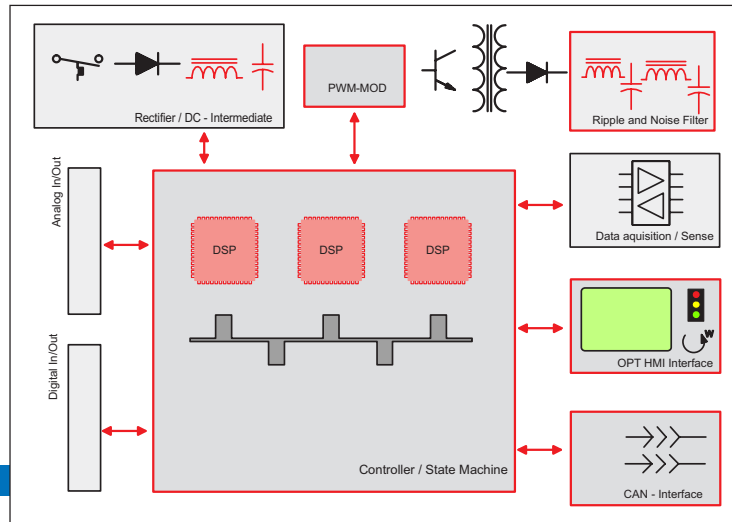 Rectifier / DC - Intermediate
PWM-MOD
Ripple and Noise Filter
Analog In/Out
DSP
DSP
DSP
Data aquisition / Sense
W
OPT HMI Interface
Digital In/Out
Controller / State Machine
CAN - Interface